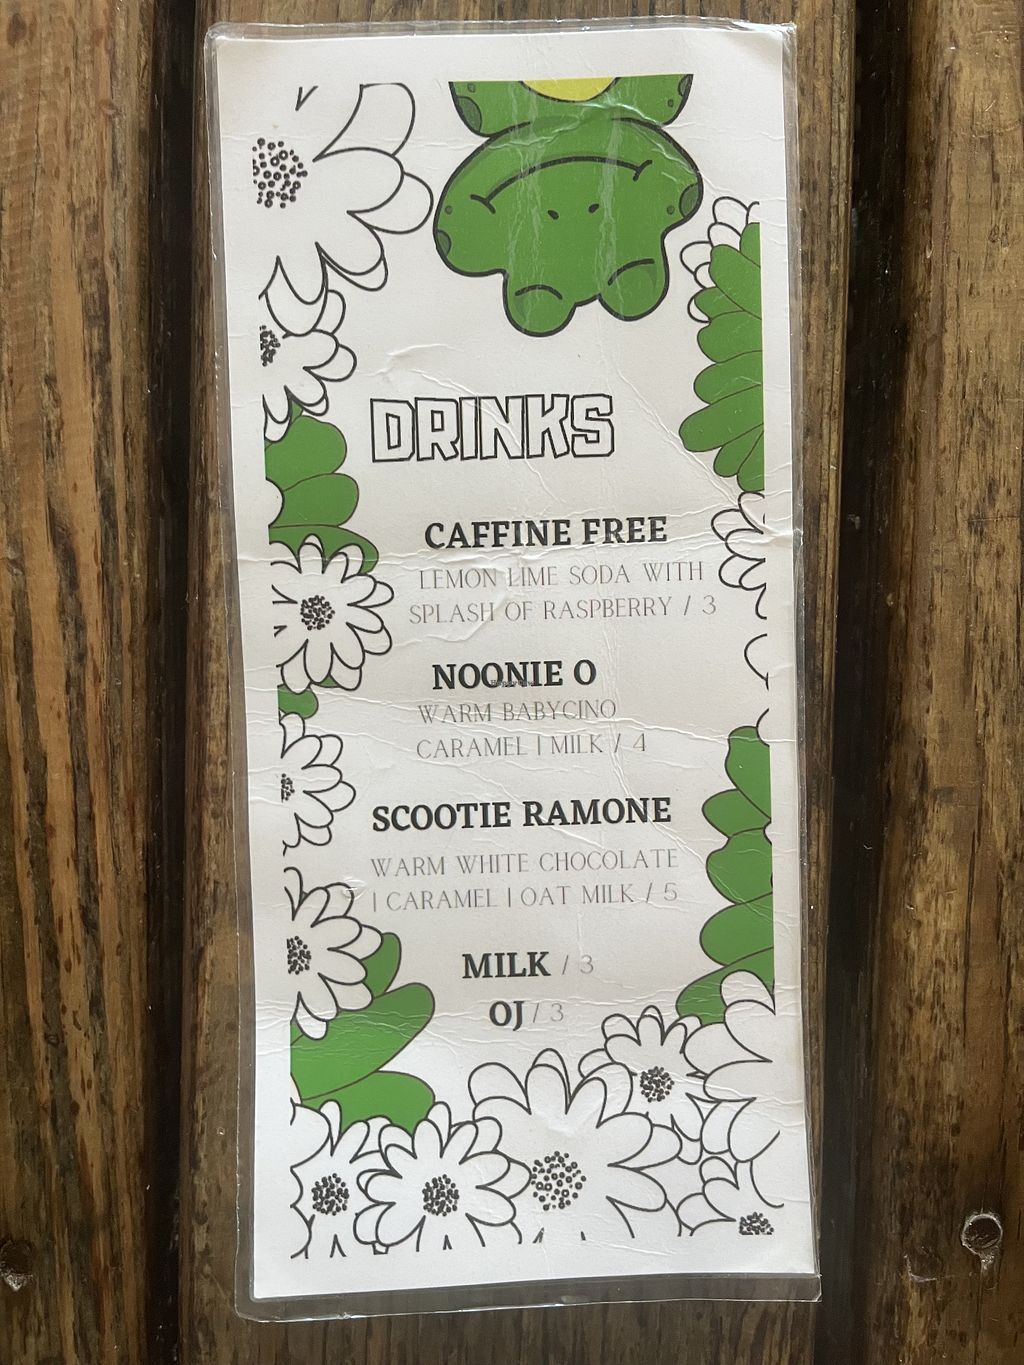 DRINKS
CAFFINE FREE
LEMON LIME SODA WITH
SPLASH OF RASPBERRY / 3
NOONIE O
WARM BABYCINO
CARAMEL | MILK / 4
SCOOTIE RAMONE
WARM WHITE CHOCOLATE
| CARAMEL | OAT MILK / 5
MILK / 3
OJ / 3